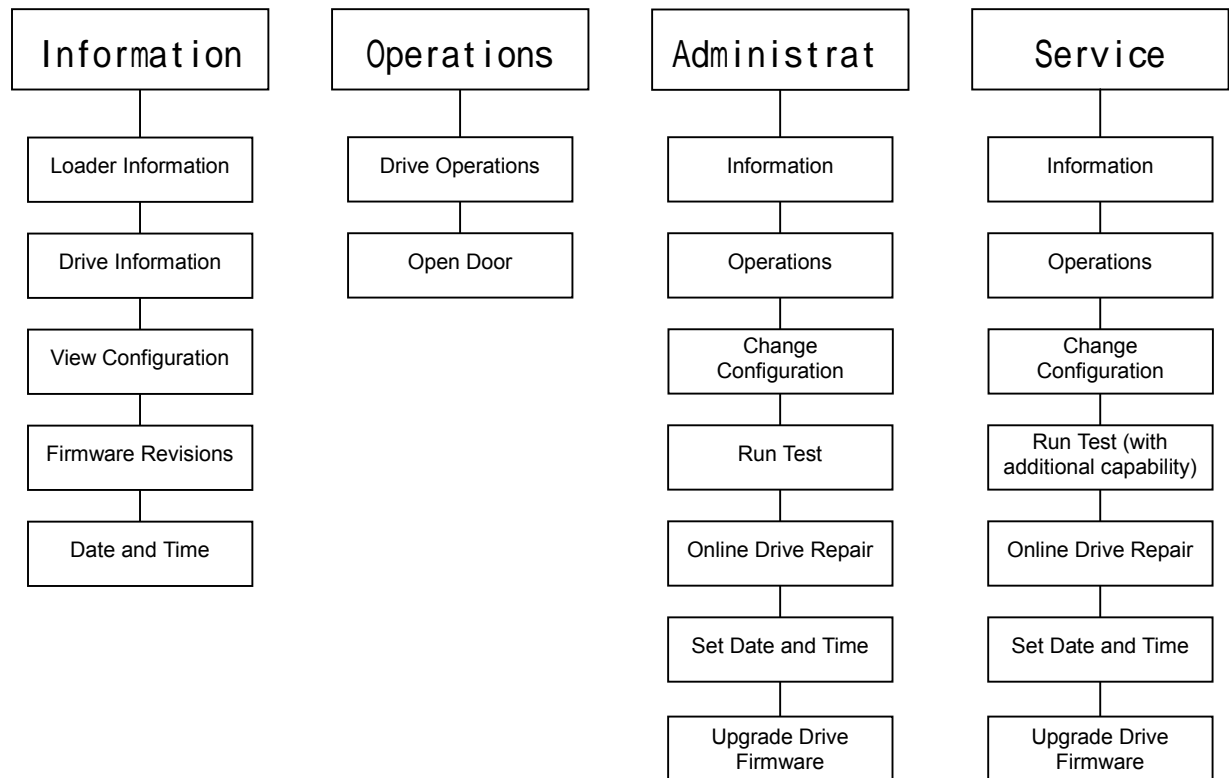 Information
Loader Information
Drive Information
View Configuration
Firmware Revisions
Date and Time
Operations
Drive Operations
Open Door
Administrat
Information
Operations
Change
Configuration
Run Test
Online Drive Repair
Set Date and Time
Upgrade Drive
Firmware
Service
Information
Operations
Change
Configuration
Run Test (with
additional capability)
Online Drive Repair
Set Date and Time
Upgrade Drive
Firmware